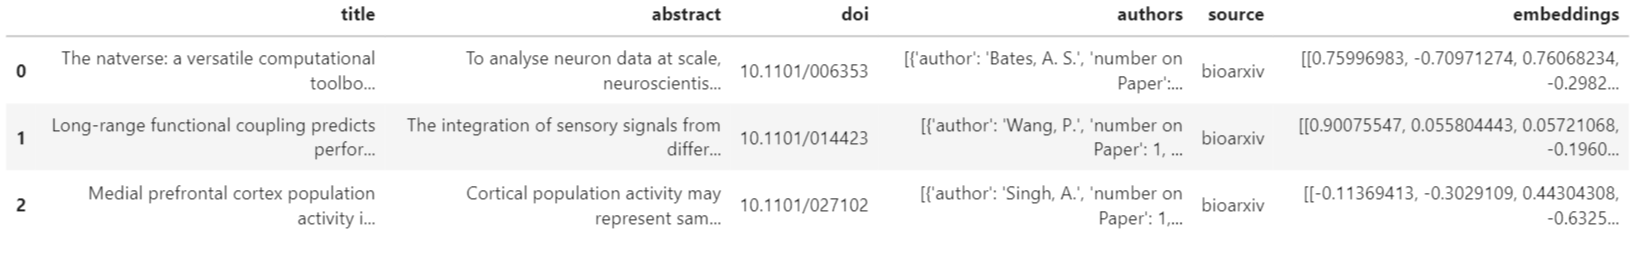 title abstract doi authors source embeddings
0 The natverse: a versatile computational toolbo... To analyse neuron data at scale, neuroscientis... 10.1101/006353 [{'author': 'Bates, A. S.', 'number on Paper':... bioarxiv [[0.75996983, -0.70971274, 0.76068234, -0.2982...
1 Long-range functional coupling predicts perfor... The integration of sensory signals from differ... 10.1101/014423 [{'author': 'Wang, P.', 'number on Paper': 1, ... bioarxiv [[0.90075547, 0.055804443, 0.05721068, -0.1960...
2 Medial prefrontal cortex population activity i... Cortical population activity may represent sam... 10.1101/027102 [{'author': 'Singh, A.', 'number on Paper': 1,... bioarxiv [[-0.11369413, -0.3029109, 0.44304308, -0.6325...